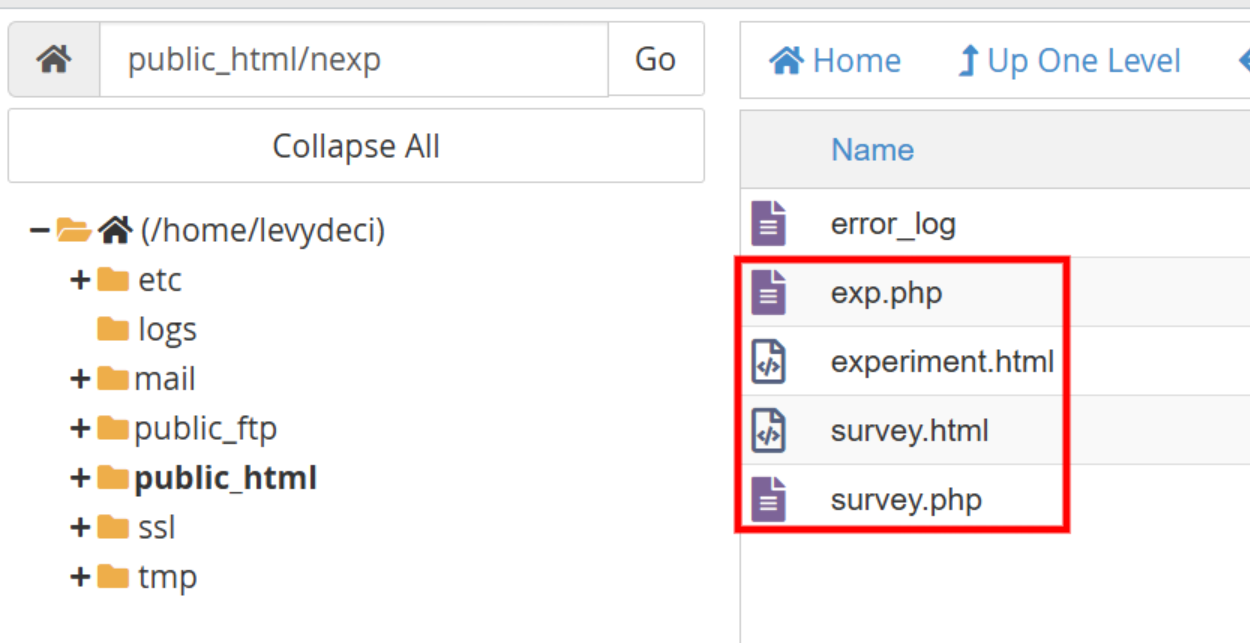 public_html/nexp Go
Collapse All
(/home/levydeci)
etc
logs
mail
public_ftp
public_html
ssl
tmp
Home Up One Level
Name
error_log
exp.php
experiment.html
survey.html
survey.php